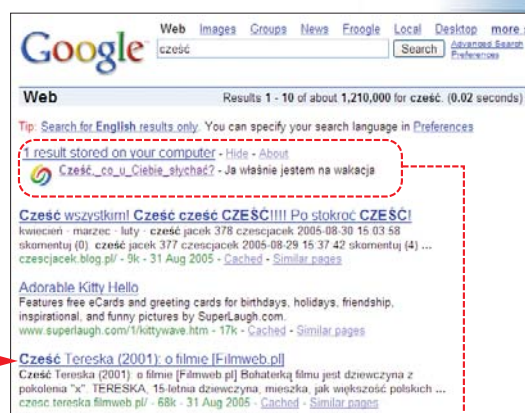 Web Images Groups News Froogle Local Desktop more
Google
cześć Search Advanced Search
Preferences
Web Results 1 - 10 of about 1,210,000 for cześć. (0.02 seconds)
Tip: Search for English results only. You can specify your search language in Preferences
1 result stored on your computer - Hide - About
Cześć,_co_u_Ciebie_słychać? - Ja właśnie jestem na wakacja
Cześć wszystkim! Cześć cześć CZEŚĆ!!!! Po stokroć CZEŚĆ!
kwiecień · marzec · luty · cześć jacek 378 czescjacek 2005-08-30 15 03 58
skomentuj (0). cześć jacek 377 czescjacek 2005-08-29 15 37 42 skomentuj (4) ...
czescjacek.blog.pl/ - 9k - 31 Aug 2005 - Cached - Similar pages
Adorable Kitty Hello
Features free eCards and greeting cards for birthdays, holidays, friendship,
inspirational, and funny pictures by SuperLaugh.com.
www.superlaugh.com/1/kittywave.htm - 17k - Cached - Similar pages
Cześć Tereska (2001): o filmie [Filmweb.pl]
Cześć Tereska (2001): o filmie [Filmweb pl] Bohaterką filmu jest dziewczyna z
pokolenia "x". TERESKA, 15-letnia dziewczyna, mieszka, jak większość polskich ...
czesc.tereska.filmweb.pl/ - 68k - 31 Aug 2005 - Cached - Similar pages